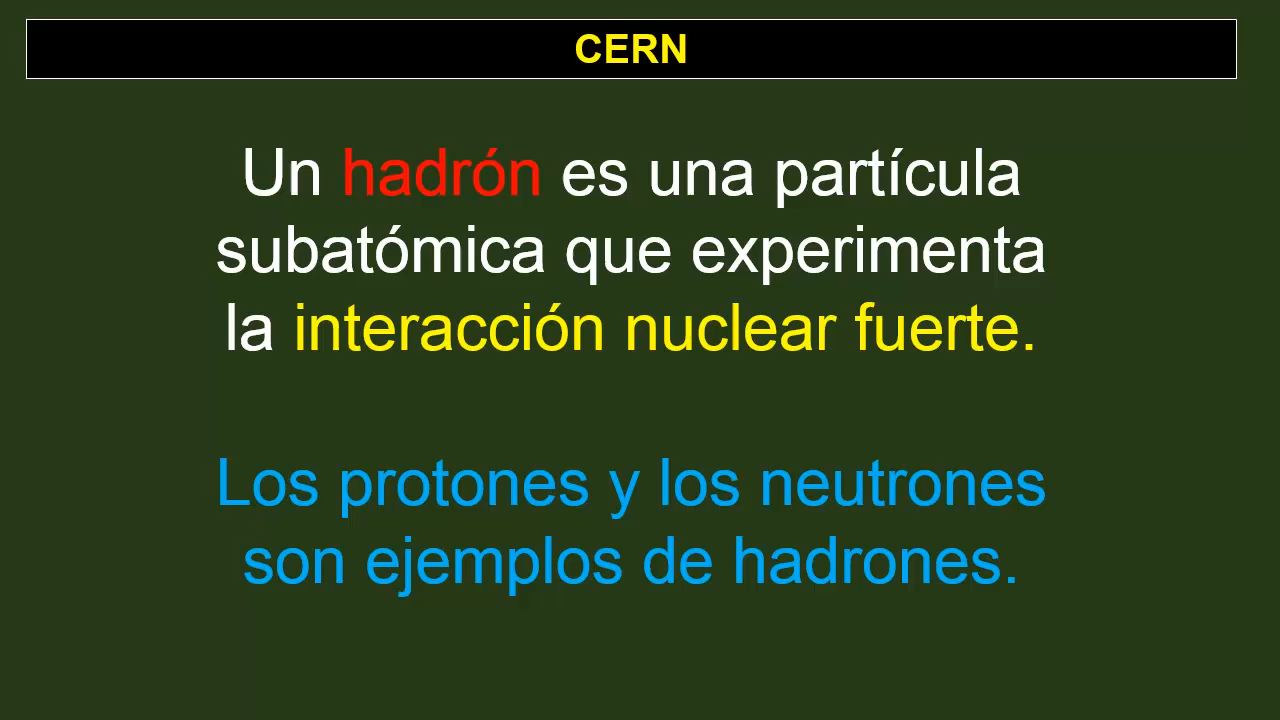 CERN
Un hadrón es una partícula
subatómica que experimenta
la interacción nuclear fuerte.
Los protones y los neutrones
son ejemplos de hadrones.